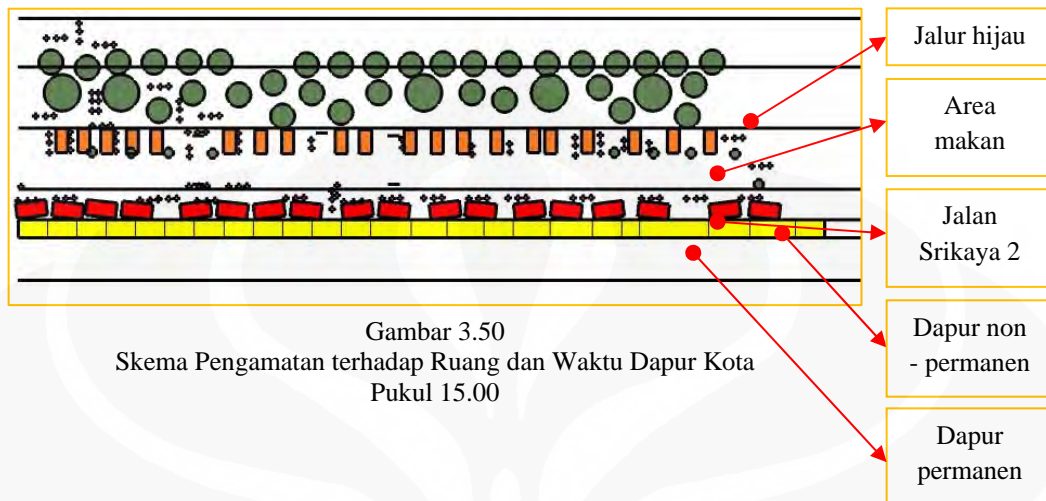 Jalur hijau
Area
makan
Jalan
Srikaya 2
Dapur non
- permanen
Dapur
permanen
Gambar 3.50
Skema Pengamatan terhadap Ruang dan Waktu Dapur Kota
Pukul 15.00